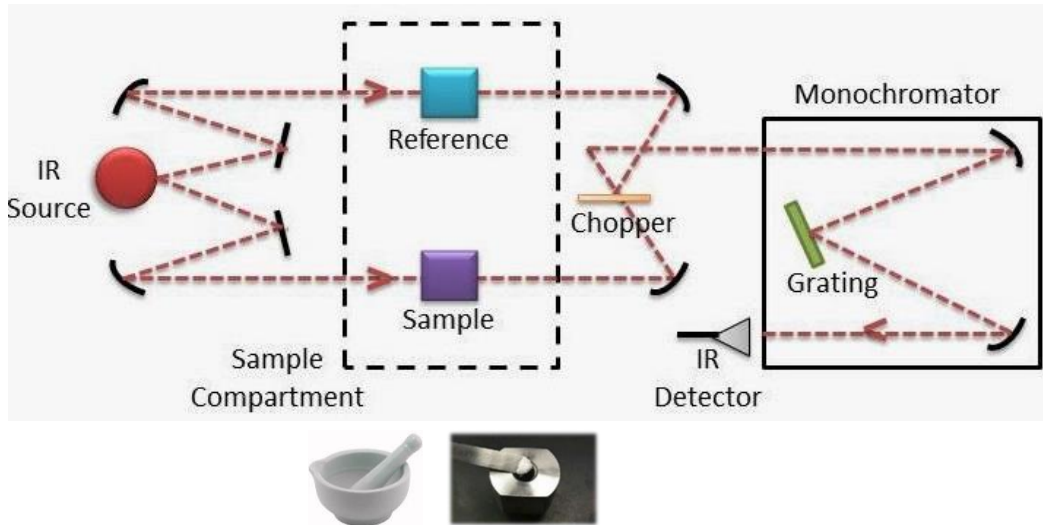 Monochromator
Reference
IR
Source
Chopper
Grating
Sample
Sample
Compartment
IR
Detector